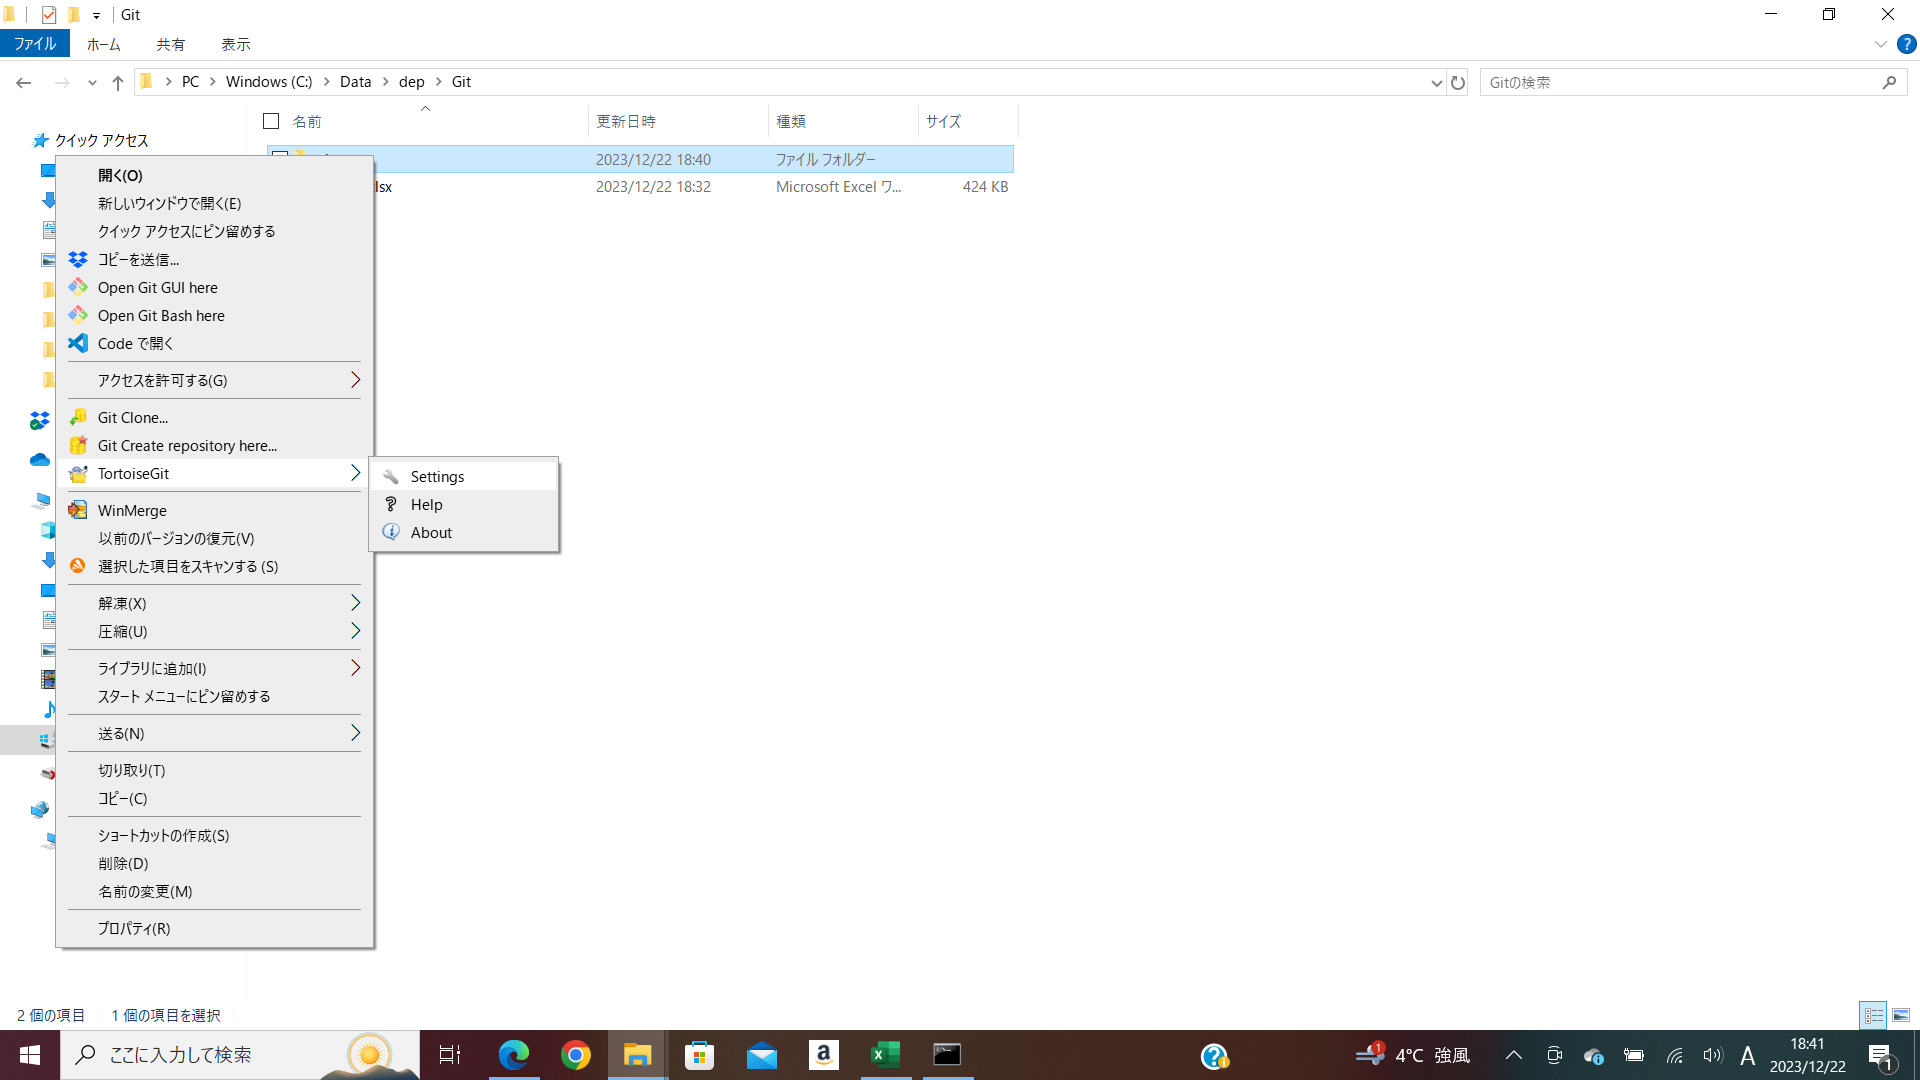 Git
ファイル
ホーム
共有
表示
PC
Windows (C:)
Data
dep
Git
Gitの検索
名前
更新日時
種類
サイズ
クイック アクセス
2023/12/22 18:40
ファイル フォルダー
lsx
2023/12/22 18:32
Microsoft Excel ワ...
424 KB
開く(O)
新しいウィンドウで開く(E)
クイック アクセスにピン留めする
コピーを送信...
Open Git GUI here
Open Git Bash here
Code で開く
アクセスを許可する(G)
Git Clone...
Git Create repository here...
TortoiseGit
Settings
Help
About
WinMerge
以前のバージョンの復元(V)
選択した項目をスキャンする (S)
解凍(X)
圧縮(U)
ライブラリに追加(I)
スタート メニューにピン留めする
送る(N)
切り取り(T)
コピー(C)
ショートカットの作成(S)
削除(D)
名前の変更(M)
プロパティ(R)
2 個の項目
1 個の項目を選択
ここに入力して検索
1
4°C 強風
A
18:41
2023/12/22
1